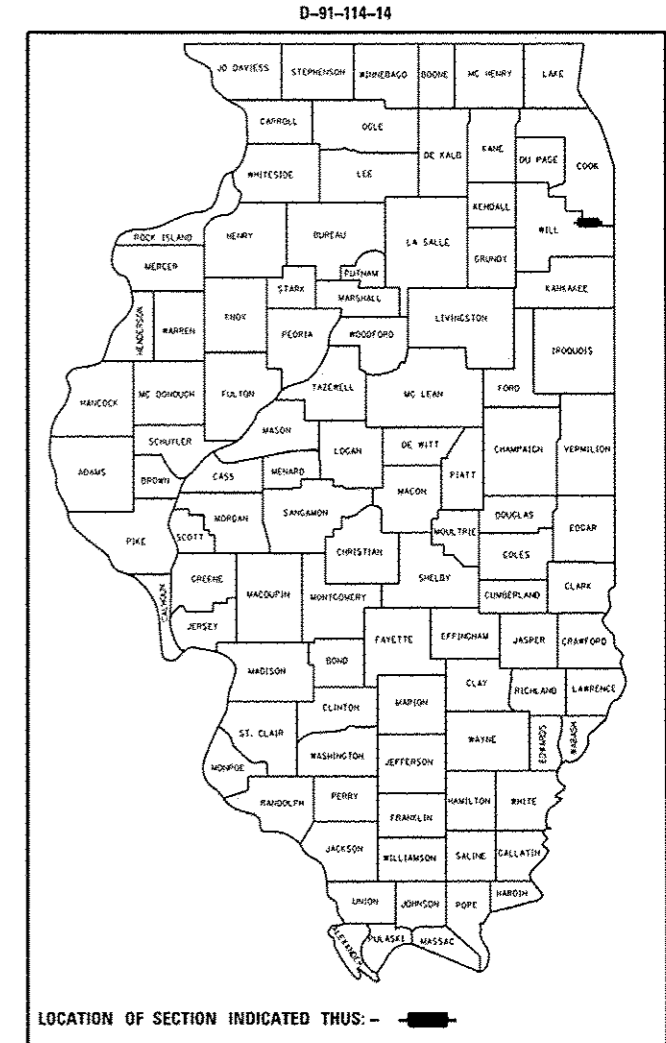 D-91-114-14
JO DAVIESS STEPHENSON WINNEBAGO BOONE MC HENRY LAKE
CARROLL OGLE DE KALB KANE DU PAGE COOK
WHITESIDE LEE KENDALL WILL
ROCK ISLAND HENRY BUREAU LA SALLE GRUNDY
MERCER PUTNAM KANKAKEE
HENDERSON WARREN KNOX STARK MARSHALL LIVINGSTON
PEORIA WOODFORD IROQUOIS
HANCOCK MC DONOUGH FULTON TAZEWELL MC LEAN FORD
SCHUYLER MASON LOGAN DE WITT CHAMPAIGN VERMILION
ADAMS BROWN CASS MENARD PIATT
MACON
PIKE SCOTT MORGAN SANGAMON CHRISTIAN MOULTRIE DOUGLAS EDGAR
COLES
CALHOUN GREENE MACOUPIN MONTGOMERY SHELBY CUMBERLAND CLARK
JERSEY FAYETTE EFFINGHAM JASPER CRAWFORD
MADISON BOND
CLINTON MARION CLAY RICHLAND LAWRENCE
ST. CLAIR WASHINGTON JEFFERSON WAYNE EDWARDS WABASH
MONROE
RANDOLPH PERRY FRANKLIN HAMILTON WHITE
JACKSON WILLIAMSON SALINE GALLATIN
UNION JOHNSON POPE HARDIN
ALEXANDER PULASKI MASSAC
LOCATION OF SECTION INDICATED THUS: -